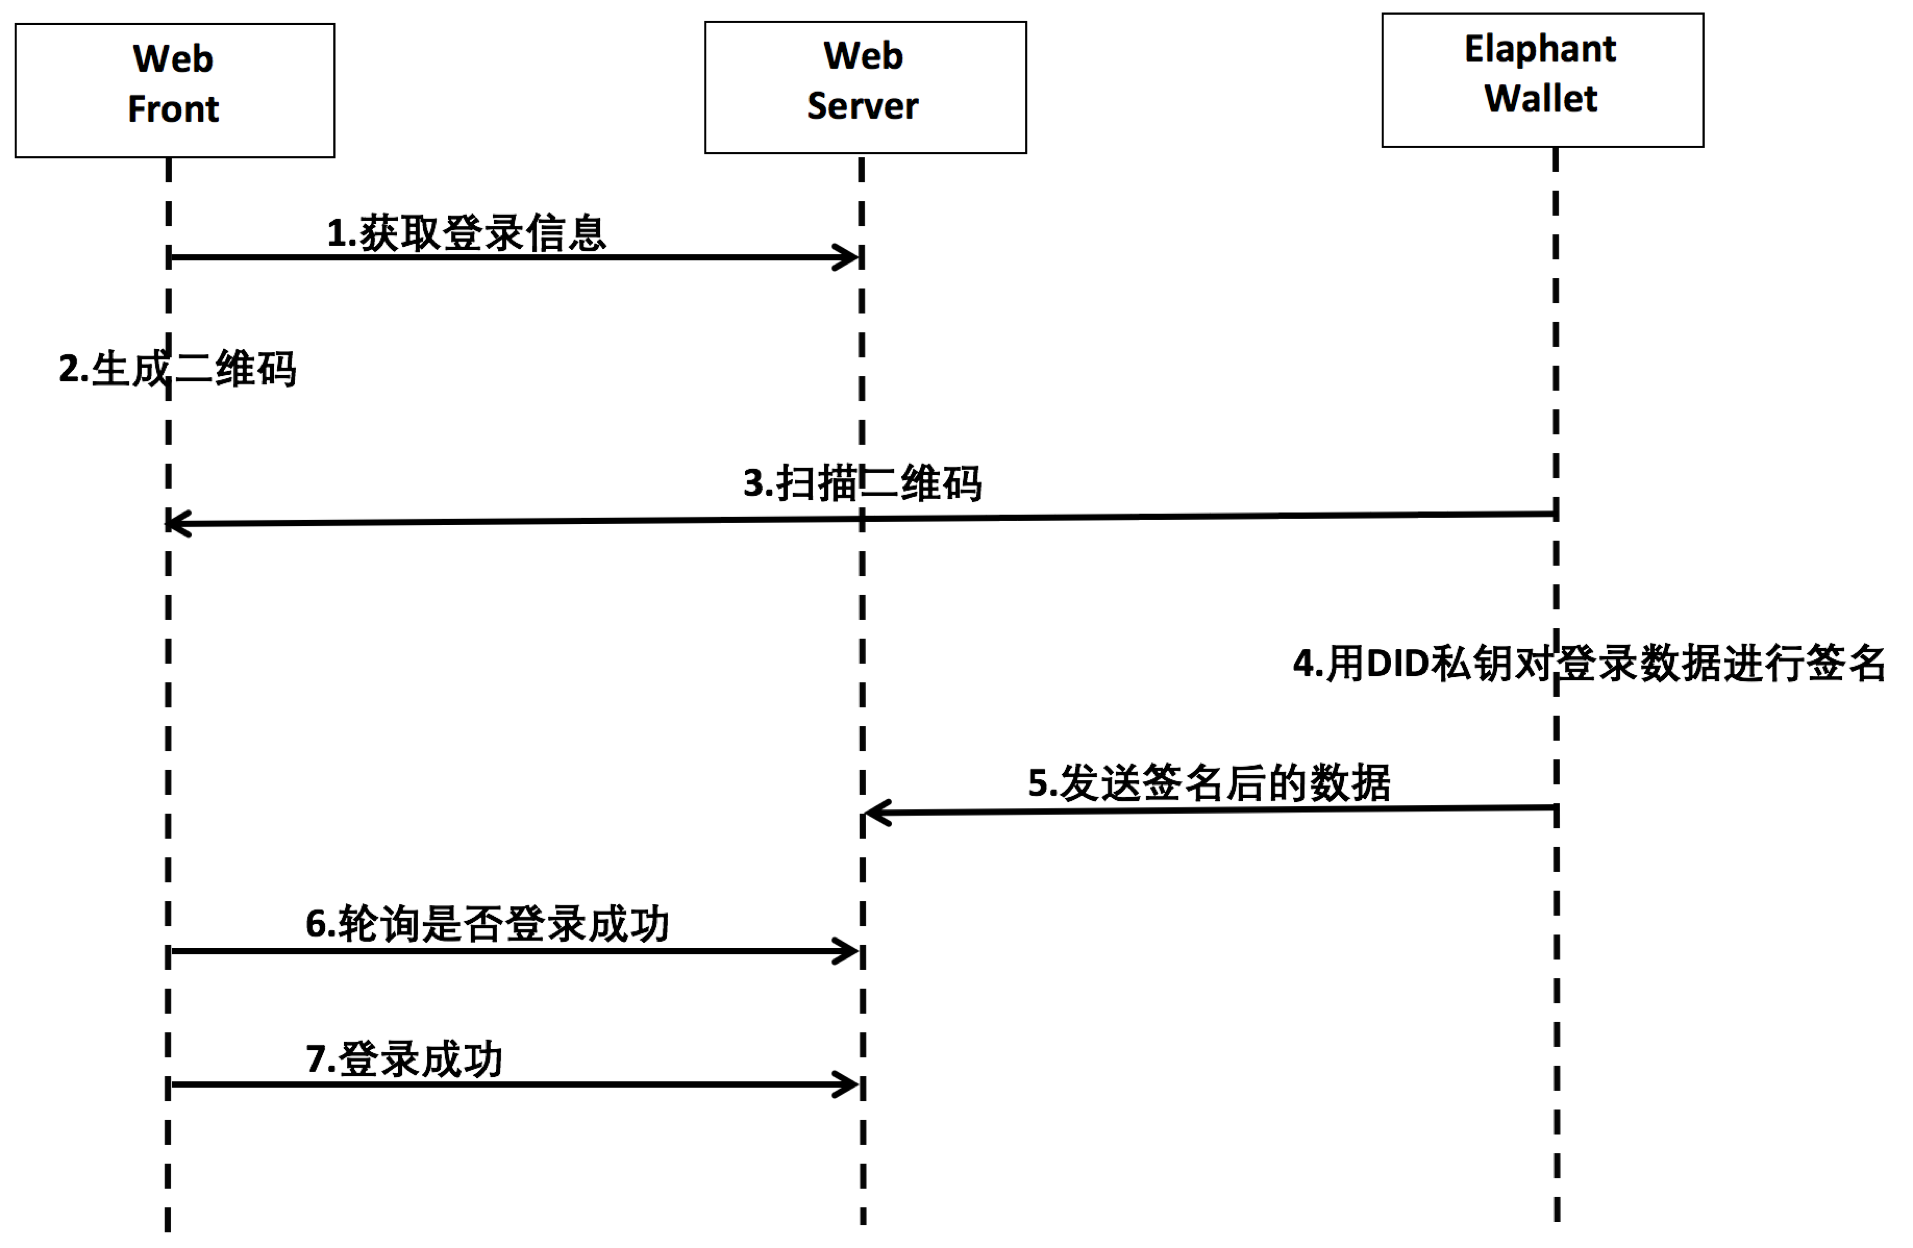 Web
Front
Web
Server
Elaphant
Wallet
1.获取登录信息
2.生成二维码
3.扫描二维码
4.用DID私钥对登录数据进行签名
5.发送签名后的数据
6.轮询是否登录成功
7.登录成功